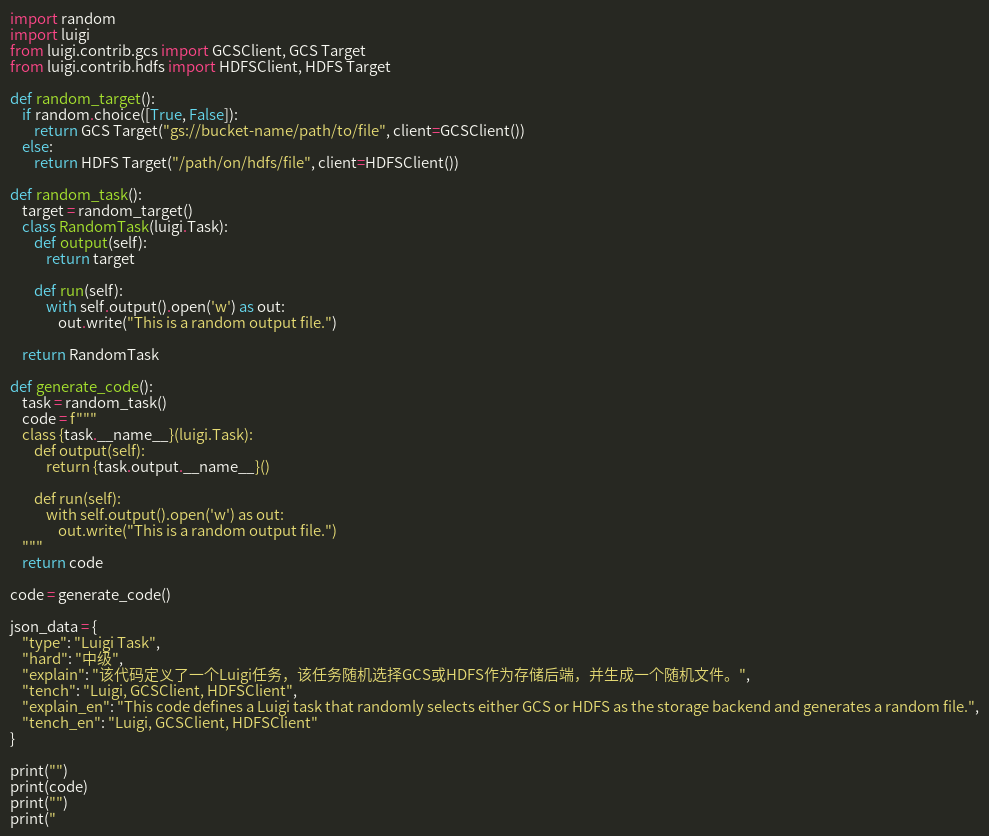 import random
import luigi
from luigi.contrib.gcs import GCSClient, GCS Target
from luigi.contrib.hdfs import HDFSClient, HDFS Target

def random_target():
    if random.choice([True, False]):
        return GCS Target("gs://bucket-name/path/to/file", client=GCSClient())
    else:
        return HDFS Target("/path/on/hdfs/file", client=HDFSClient())

def random_task():
    target = random_target()
    class RandomTask(luigi.Task):
        def output(self):
            return target

        def run(self):
            with self.output().open('w') as out:
                out.write("This is a random output file.")

    return RandomTask

def generate_code():
    task = random_task()
    code = f"""
    class {task.__name__}(luigi.Task):
        def output(self):
            return {task.output.__name__}()

        def run(self):
            with self.output().open('w') as out:
                out.write("This is a random output file.")
    """
    return code

code = generate_code()

json_data = {
    "type": "Luigi Task",
    "hard": "中级",
    "explain": "该代码定义了一个Luigi任务，该任务随机选择GCS或HDFS作为存储后端，并生成一个随机文件。",
    "tench": "Luigi, GCSClient, HDFSClient",
    "explain_en": "This code defines a Luigi task that randomly selects either GCS or HDFS as the storage backend and generates a random file.",
    "tench_en": "Luigi, GCSClient, HDFSClient"
}

print("")
print(code)
print("")
print("